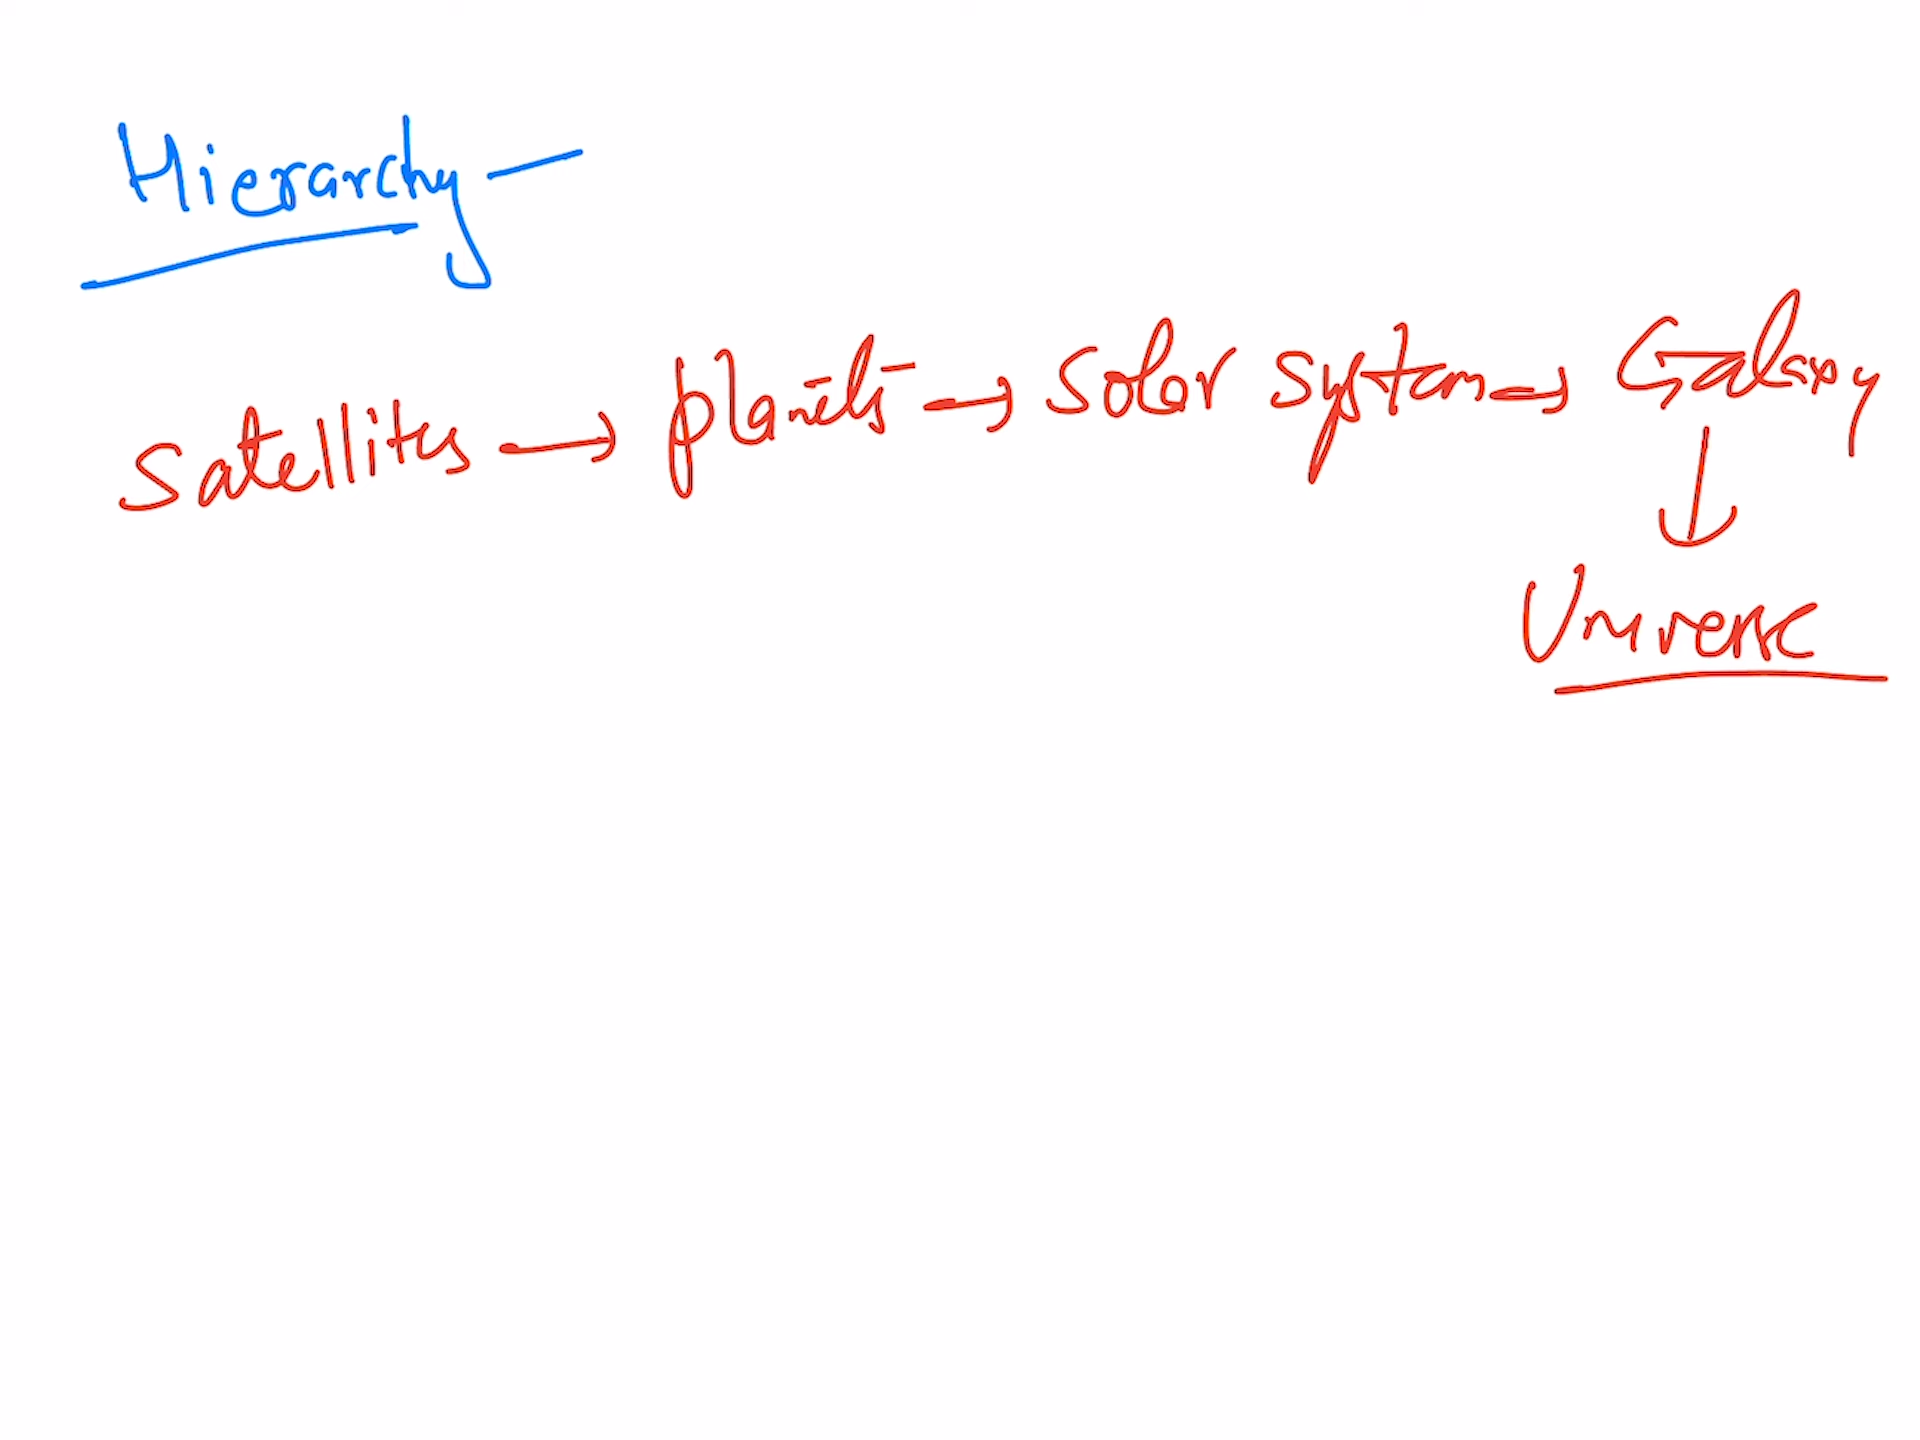 Hierarchy —
Satellites → planets → Solar system → Galaxy
↓
Universe